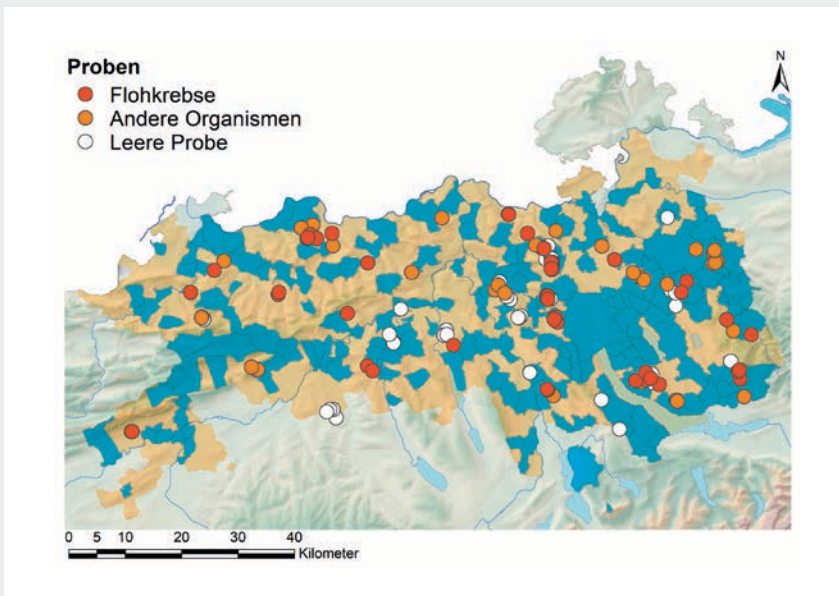 Proben
Flohkrebse
Andere Organismen
Leere Probe
N
0 5 10 20 30 40
Kilometer